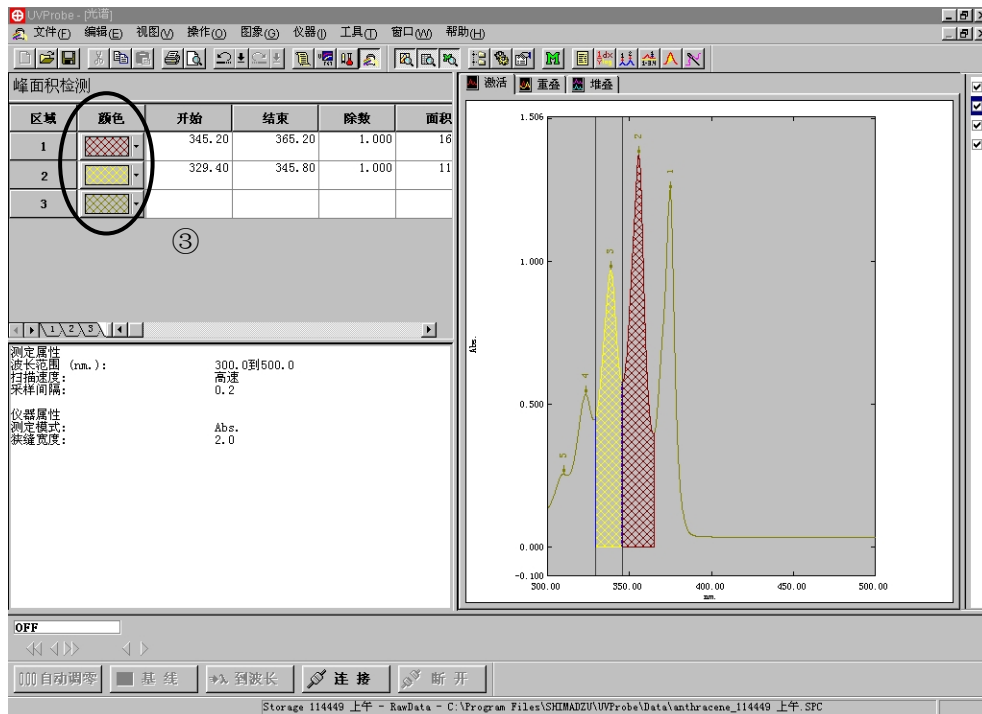 UVProbe - [光谱]
文件(F) 编辑(E) 视图(V) 操作(O) 图象(G) 仪器(I) 工具(T) 窗口(W) 帮助(H)
峰面积检测
区域 颜色 开始 结束 除数 面积
1 345.20 365.20 1.000 16
2 329.40 345.80 1.000 11
3
③
1 2 3
测定属性
波长范围 (nm.): 300.0到500.0
扫描速度: 高速
采样间隔: 0.2
仪器属性
测定模式: Abs.
狭缝宽度: 2.0
激活 重叠 堆叠
1.506
1.000
0.500
0.000
-0.100
Abs.
5
4
3
2
1
300.00 350.00 400.00 450.00 500.00
nm.
OFF
自动调零 基线 到波长 连接 断开
Storage 114449 上午 - RawData - C:\Program Files\SHIMADZU\UVProbe\Data\anthracene_114449 上午.SPC